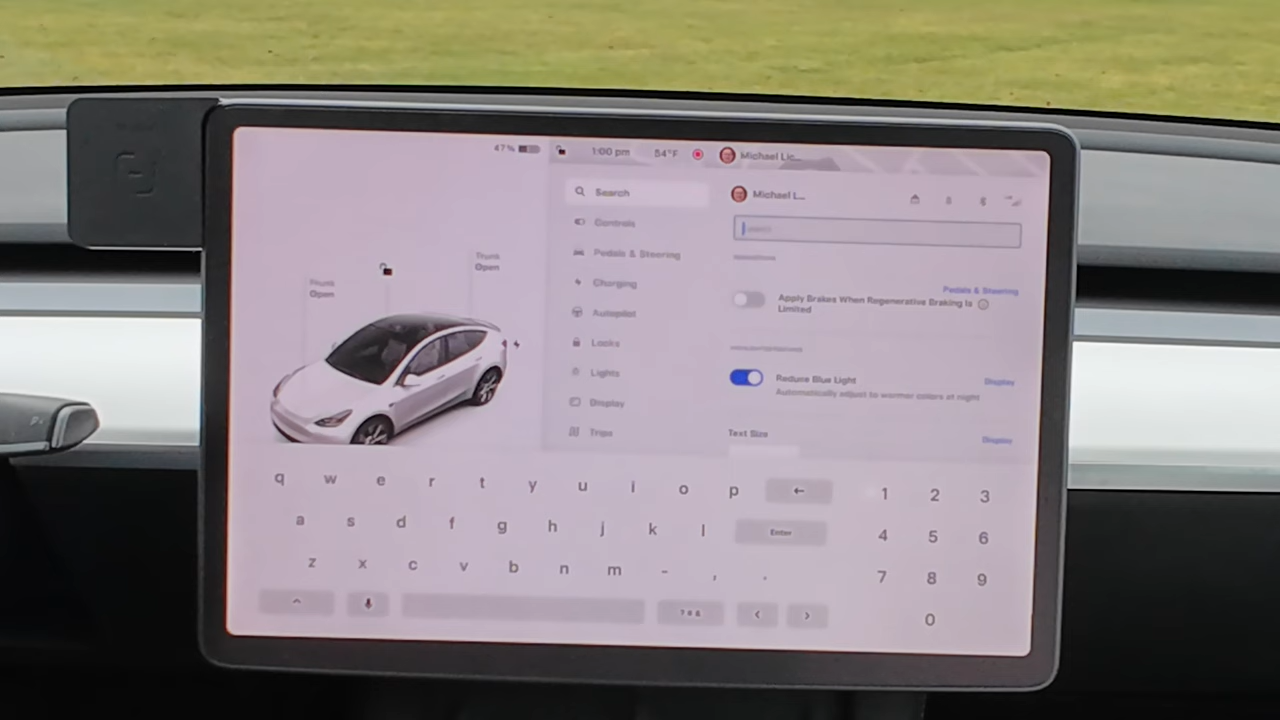 47%
1:00 pm
54°F
Michael Lic...
Search
Michael L...
Controls
Search
Pedals & Steering
Trunk
Open
Trunk
Open
Charging
Pedals & Steering
Apply Brakes When Regenerative Braking Is
Limited
Autopilot
Locks
Lights
Reduce Blue Light
Display
Automatically adjust to warmer colors at night
Display
Trips
Text Size
Display
q w e r t y u i o p ← 1 2 3
a s d f g h j k l Enter 4 5 6
z x c v b n m - , . 7 8 9
< > 0